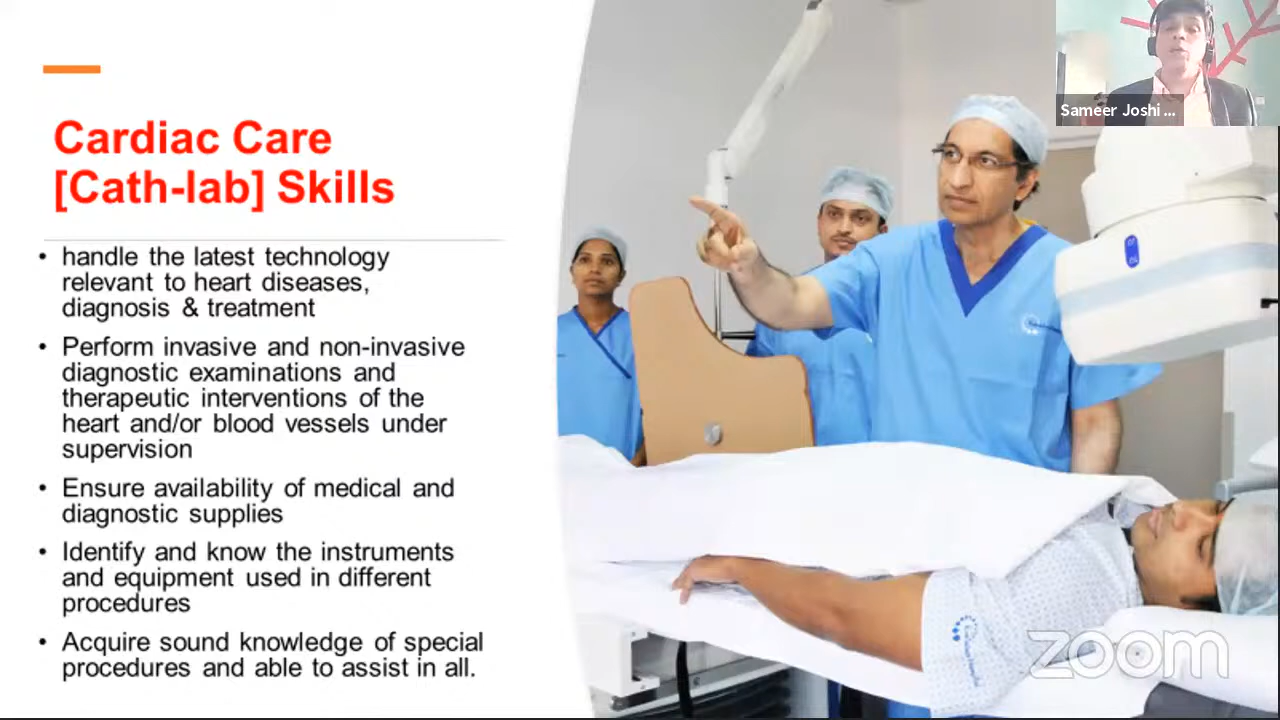 Sameer Joshi ...
Cardiac Care
[Cath-lab] Skills
• handle the latest technology
relevant to heart diseases,
diagnosis & treatment
• Perform invasive and non-invasive
diagnostic examinations and
therapeutic interventions of the
heart and/or blood vessels under
supervision
• Ensure availability of medical and
diagnostic supplies
• Identify and know the instruments
and equipment used in different
procedures
• Acquire sound knowledge of special
procedures and able to assist in all.
zoom